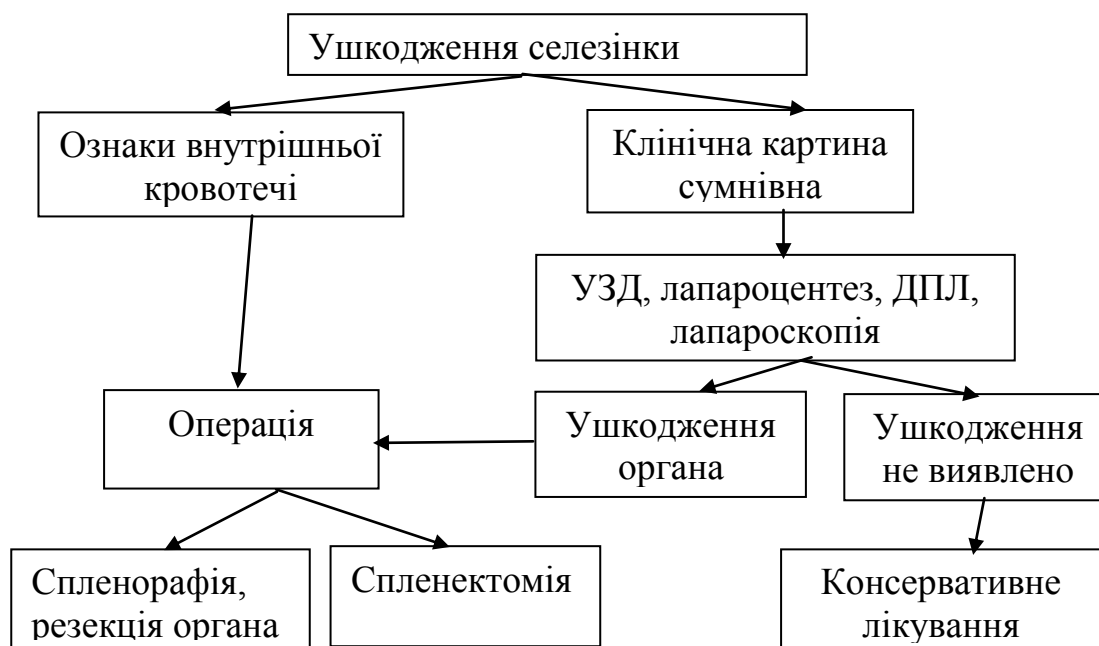 Ушкодження селезінки
Ознаки внутрішньої
кровотечі
Клінічна картина
сумнівна
УЗД, лапароцентез, ДПЛ,
лапароскопія
Операція
Ушкодження
органа
Ушкодження
не виявлено
Спленорафія,
резекція органа
Спленектомія
Консервативне
лікування